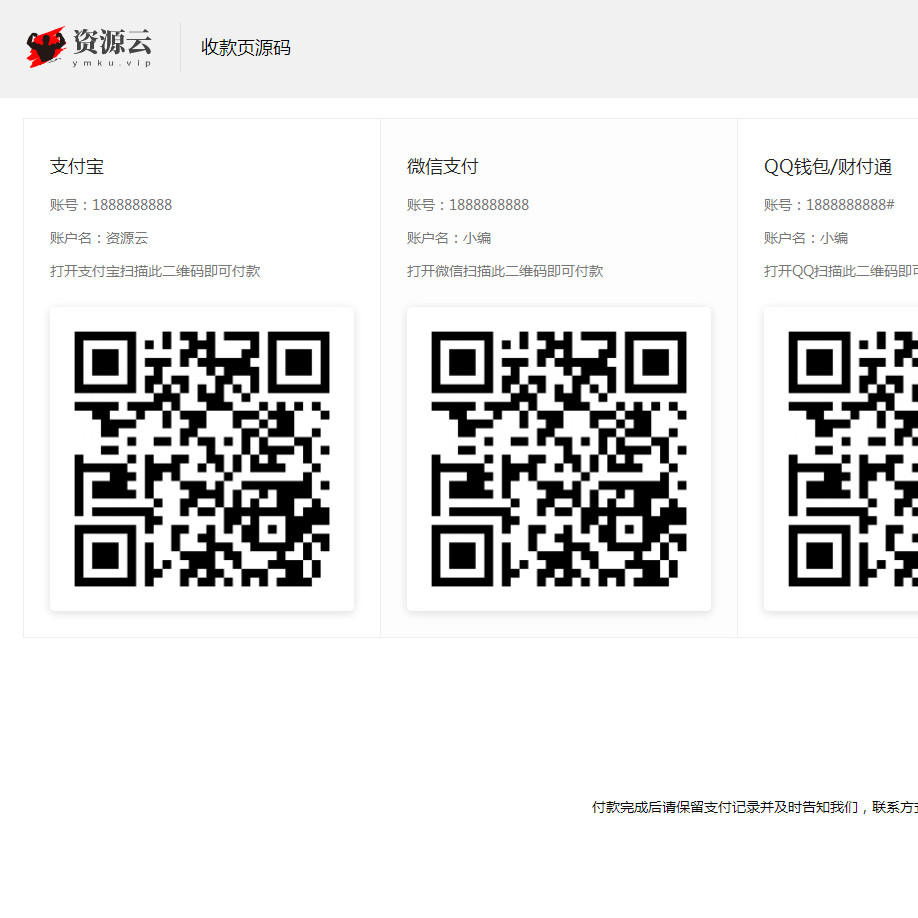 资源云
ymku.vip
收款页源码
支付宝
账号：1888888888
账户名：资源云
打开支付宝扫描此二维码即可付款
微信支付
账号：1888888888
账户名：小编
打开微信扫描此二维码即可付款
QQ钱包/财付通
账号：1888888888#
账户名：小编
打开QQ扫描此二维码即
付款完成后请保留支付记录并及时告知我们，联系方